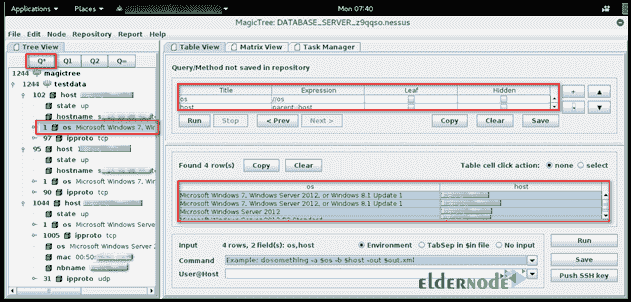 Applications Places Mon 07:40
MagicTree: DATABASE_SERVER_z9qqso.nessus
File Edit Node Repository Report Help
Tree View
Q* Q1 Q2 Q=
1244 magictree
1244 testdata
102 host
state up
hostname
1 os Microsoft Windows 7, Wi
97 ipproto tcp
95 host
state up
hostname
1 os Microsoft Windows 7, Wi
90 ipproto tcp
1044 host
state up
1 os
1005 ipproto tcp
os Microsoft Window
mac 00:50:
nbname
31 ipproto udp
Table View Matrix View Task Manager
Query/Method not saved in repository
Title Expression Leaf Hidden
os //os
host parent::host
+
Run Stop < Prev Next > Copy Clear Save
Found 4 row(s) Copy Clear Table cell click action: none select
os host
Microsoft Windows 7, Windows Server 2012, or Windows 8.1 Update 1
Microsoft Windows 7, Windows Server 2012, or Windows 8.1 Update 1
Microsoft Windows Server 2012
Input 4 rows, 2 field(s): os,host Environment TabSep in $in file No input
Command Example: dosomething -a $os -b $host -out $out.xml
User@Host
Run
Save
Push SSH key
ELDERNODE